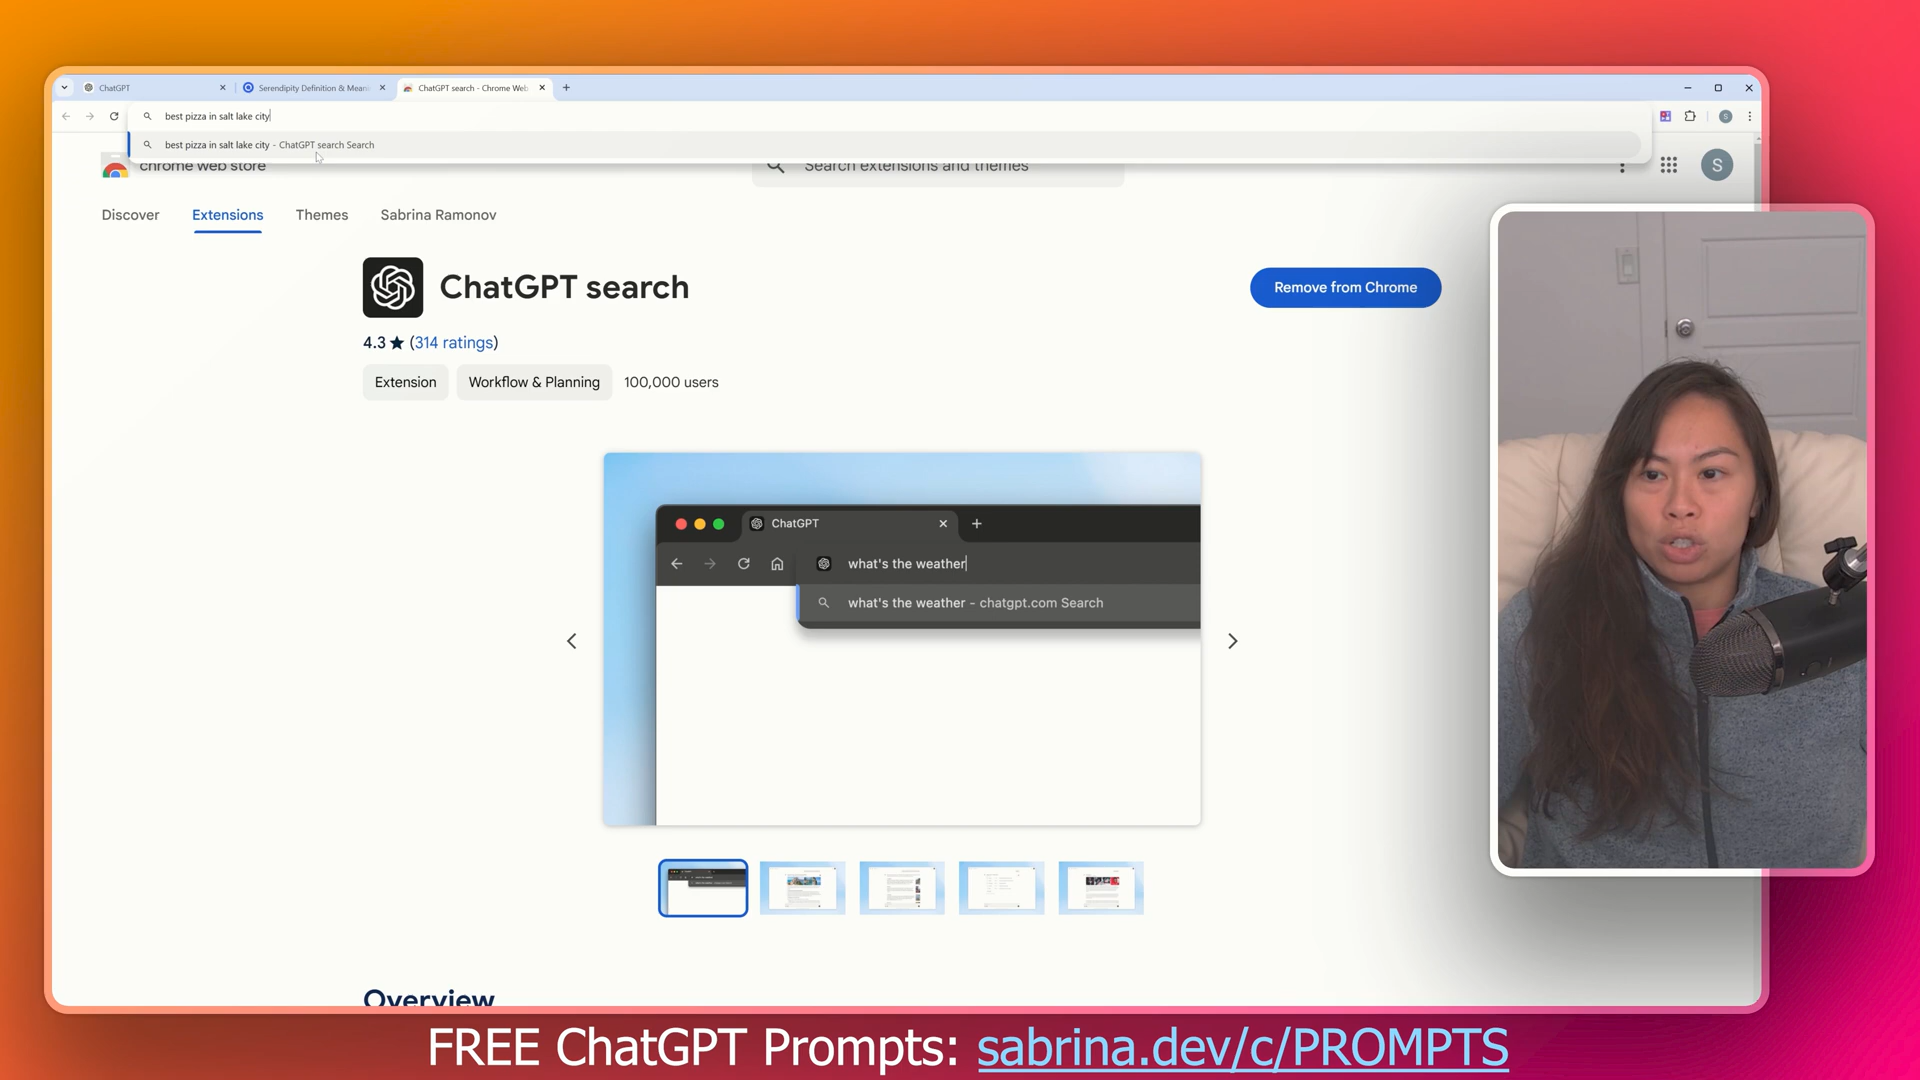 ChatGPT
Serendipity Definition & Meani
ChatGPT search - Chrome Web
best pizza in salt lake city
S
best pizza in salt lake city - ChatGPT search Search
chrome web store
Search extensions and themes
S
Discover
Extensions
Themes
Sabrina Ramonov
ChatGPT search
Remove from Chrome
4.3 ★ (314 ratings)
Extension
Workflow & Planning
100,000 users
ChatGPT
what's the weather
what's the weather - chatgpt.com Search
Overview
FREE ChatGPT Prompts: sabrina.dev/c/PROMPTS